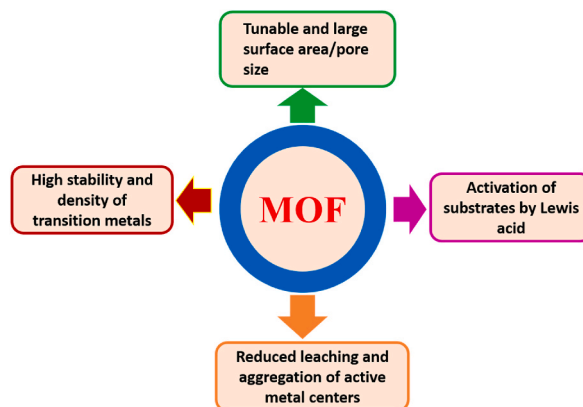 Tunable and large
surface area/pore
size
High stability and
density of
transition metals
MOF
Activation of
substrates by Lewis
acid
Reduced leaching and
aggregation of active
metal centers